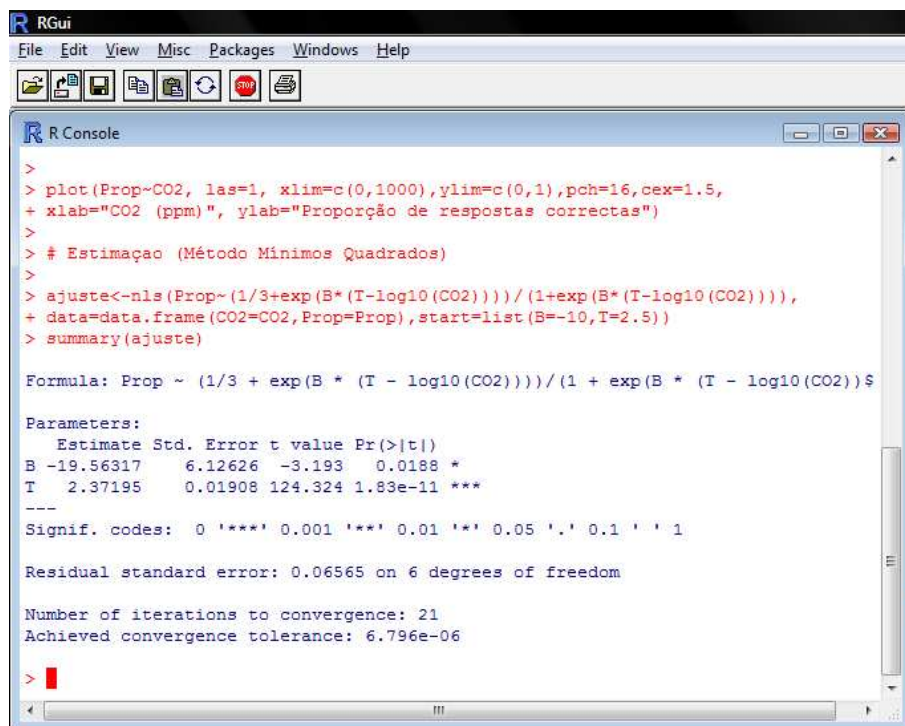 RGui
File Edit View Misc Packages Windows Help
STOP
R Console
>
> plot(Prop~CO2, las=1, xlim=c(0,1000),ylim=c(0,1),pch=16,cex=1.5,
+ xlab="CO2 (ppm)", ylab="Proporção de respostas correctas")
>
> # Estimaçao (Método Mínimos Quadrados)
>
> ajuste<-nls(Prop~(1/3+exp(B*(T-log10(CO2))))/(1+exp(B*(T-log10(CO2)))),
+ data=data.frame(CO2=CO2,Prop=Prop),start=list(B=-10,T=2.5))
> summary(ajuste)
Formula: Prop ~ (1/3 + exp(B * (T - log10(CO2))))/(1 + exp(B * (T - log10(CO2))$
Parameters:
Estimate Std. Error t value Pr(>|t|)
B -19.56317 6.12626 -3.193 0.0188 *
T 2.37195 0.01908 124.324 1.83e-11 ***
---
Signif. codes: 0 '***' 0.001 '**' 0.01 '*' 0.05 '.' 0.1 ' ' 1
Residual standard error: 0.06565 on 6 degrees of freedom
Number of iterations to convergence: 21
Achieved convergence tolerance: 6.796e-06
>